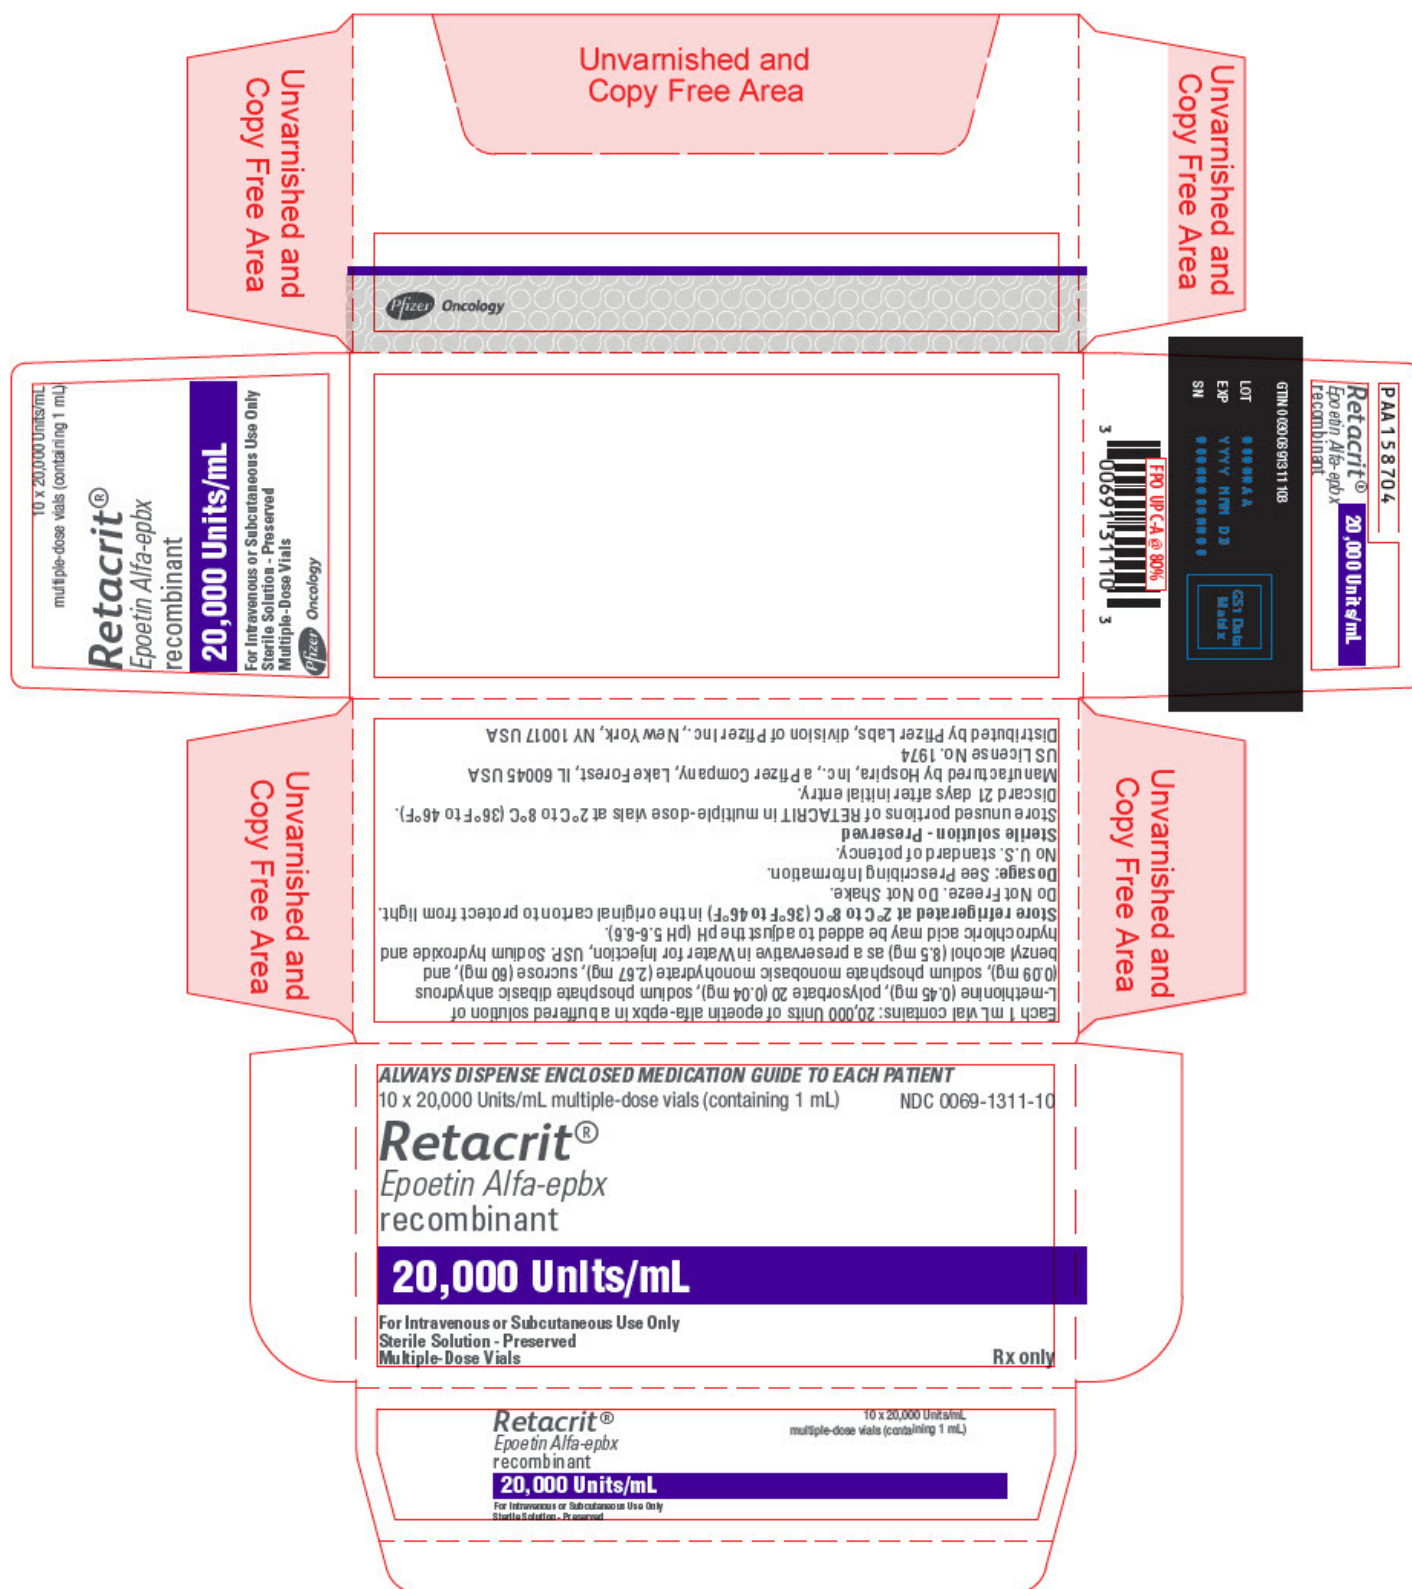 Unvarnished and
Copy Free Area
Unvarnished and
Copy Free Area
Unvarnished and
Copy Free Area
Pfizer Oncology
10 x 20,000 Units/mL
multiple-dose vials (containing 1 mL)
Retacrit®
Epoetin Alfa-epbx
recombinant
20,000 Units/mL
For Intravenous or Subcutaneous Use Only
Sterile Solution - Preserved
Multiple-Dose Vials
Pfizer Oncology
PAA158704
Retacrit®
Epoetin Alfa-epbx
recombinant
20,000 Units/mL
GTIN 00300691311103
LOT #####AA
EXP YYYY MMM DD
SN ############
GS1 Data
Matrix
FPO UPC-A @ 80%
3 00691 31110 3
Unvarnished and
Copy Free Area
Unvarnished and
Copy Free Area
Each 1 mL vial contains: 20,000 Units of epoetin alfa-epbx in a buffered solution of
L-methionine (0.45 mg), polysorbate 20 (0.04 mg), sodium phosphate dibasic anhydrous
(0.09 mg), sodium phosphate monobasic monohydrate (2.67 mg), sucrose (60 mg), and
benzyl alcohol (8.5 mg) as a preservative in Water for Injection, USP. Sodium hydroxide and
hydrochloric acid may be added to adjust the pH (pH 5.6-6.6).
Store refrigerated at 2°C to 8°C (36°F to 46°F) in the original carton to protect from light.
Do Not Freeze. Do Not Shake.
Dosage: See Prescribing Information.
No U.S. standard of potency.
Sterile solution - Preserved
Store unused portions of RETACRIT in multiple-dose vials at 2°C to 8°C (36°F to 46°F).
Discard 21 days after initial entry.
Manufactured by Hospira, Inc., a Pfizer Company, Lake Forest, IL 60045 USA
US License No. 1974
Distributed by Pfizer Labs, division of Pfizer Inc., New York, NY 10017 USA
ALWAYS DISPENSE ENCLOSED MEDICATION GUIDE TO EACH PATIENT
10 x 20,000 Units/mL multiple-dose vials (containing 1 mL) NDC 0069-1311-10
Retacrit®
Epoetin Alfa-epbx
recombinant
20,000 Units/mL
For Intravenous or Subcutaneous Use Only
Sterile Solution - Preserved
Multiple-Dose Vials Rx only
Retacrit®
Epoetin Alfa-epbx
recombinant
10 x 20,000 Units/mL
multiple-dose vials (containing 1 mL)
20,000 Units/mL
For Intravenous or Subcutaneous Use Only
Sterile Solution - Preserved